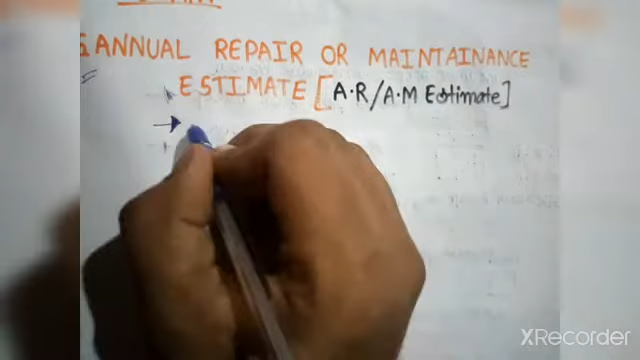 ANNUAL REPAIR OR MAINTAINANCE
ESTIMATE [A.R/A.M Estimate]
XRecorder